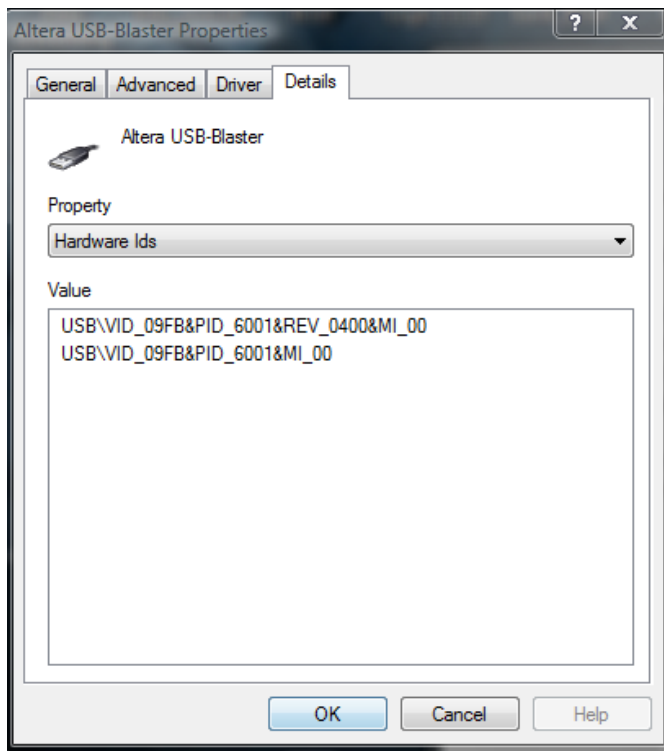 Altera USB-Blaster Properties
? X
General Advanced Driver Details
Altera USB-Blaster
Property
Hardware Ids
Value
USB\VID_09FB&PID_6001&REV_0400&MI_00
USB\VID_09FB&PID_6001&MI_00
OK Cancel Help